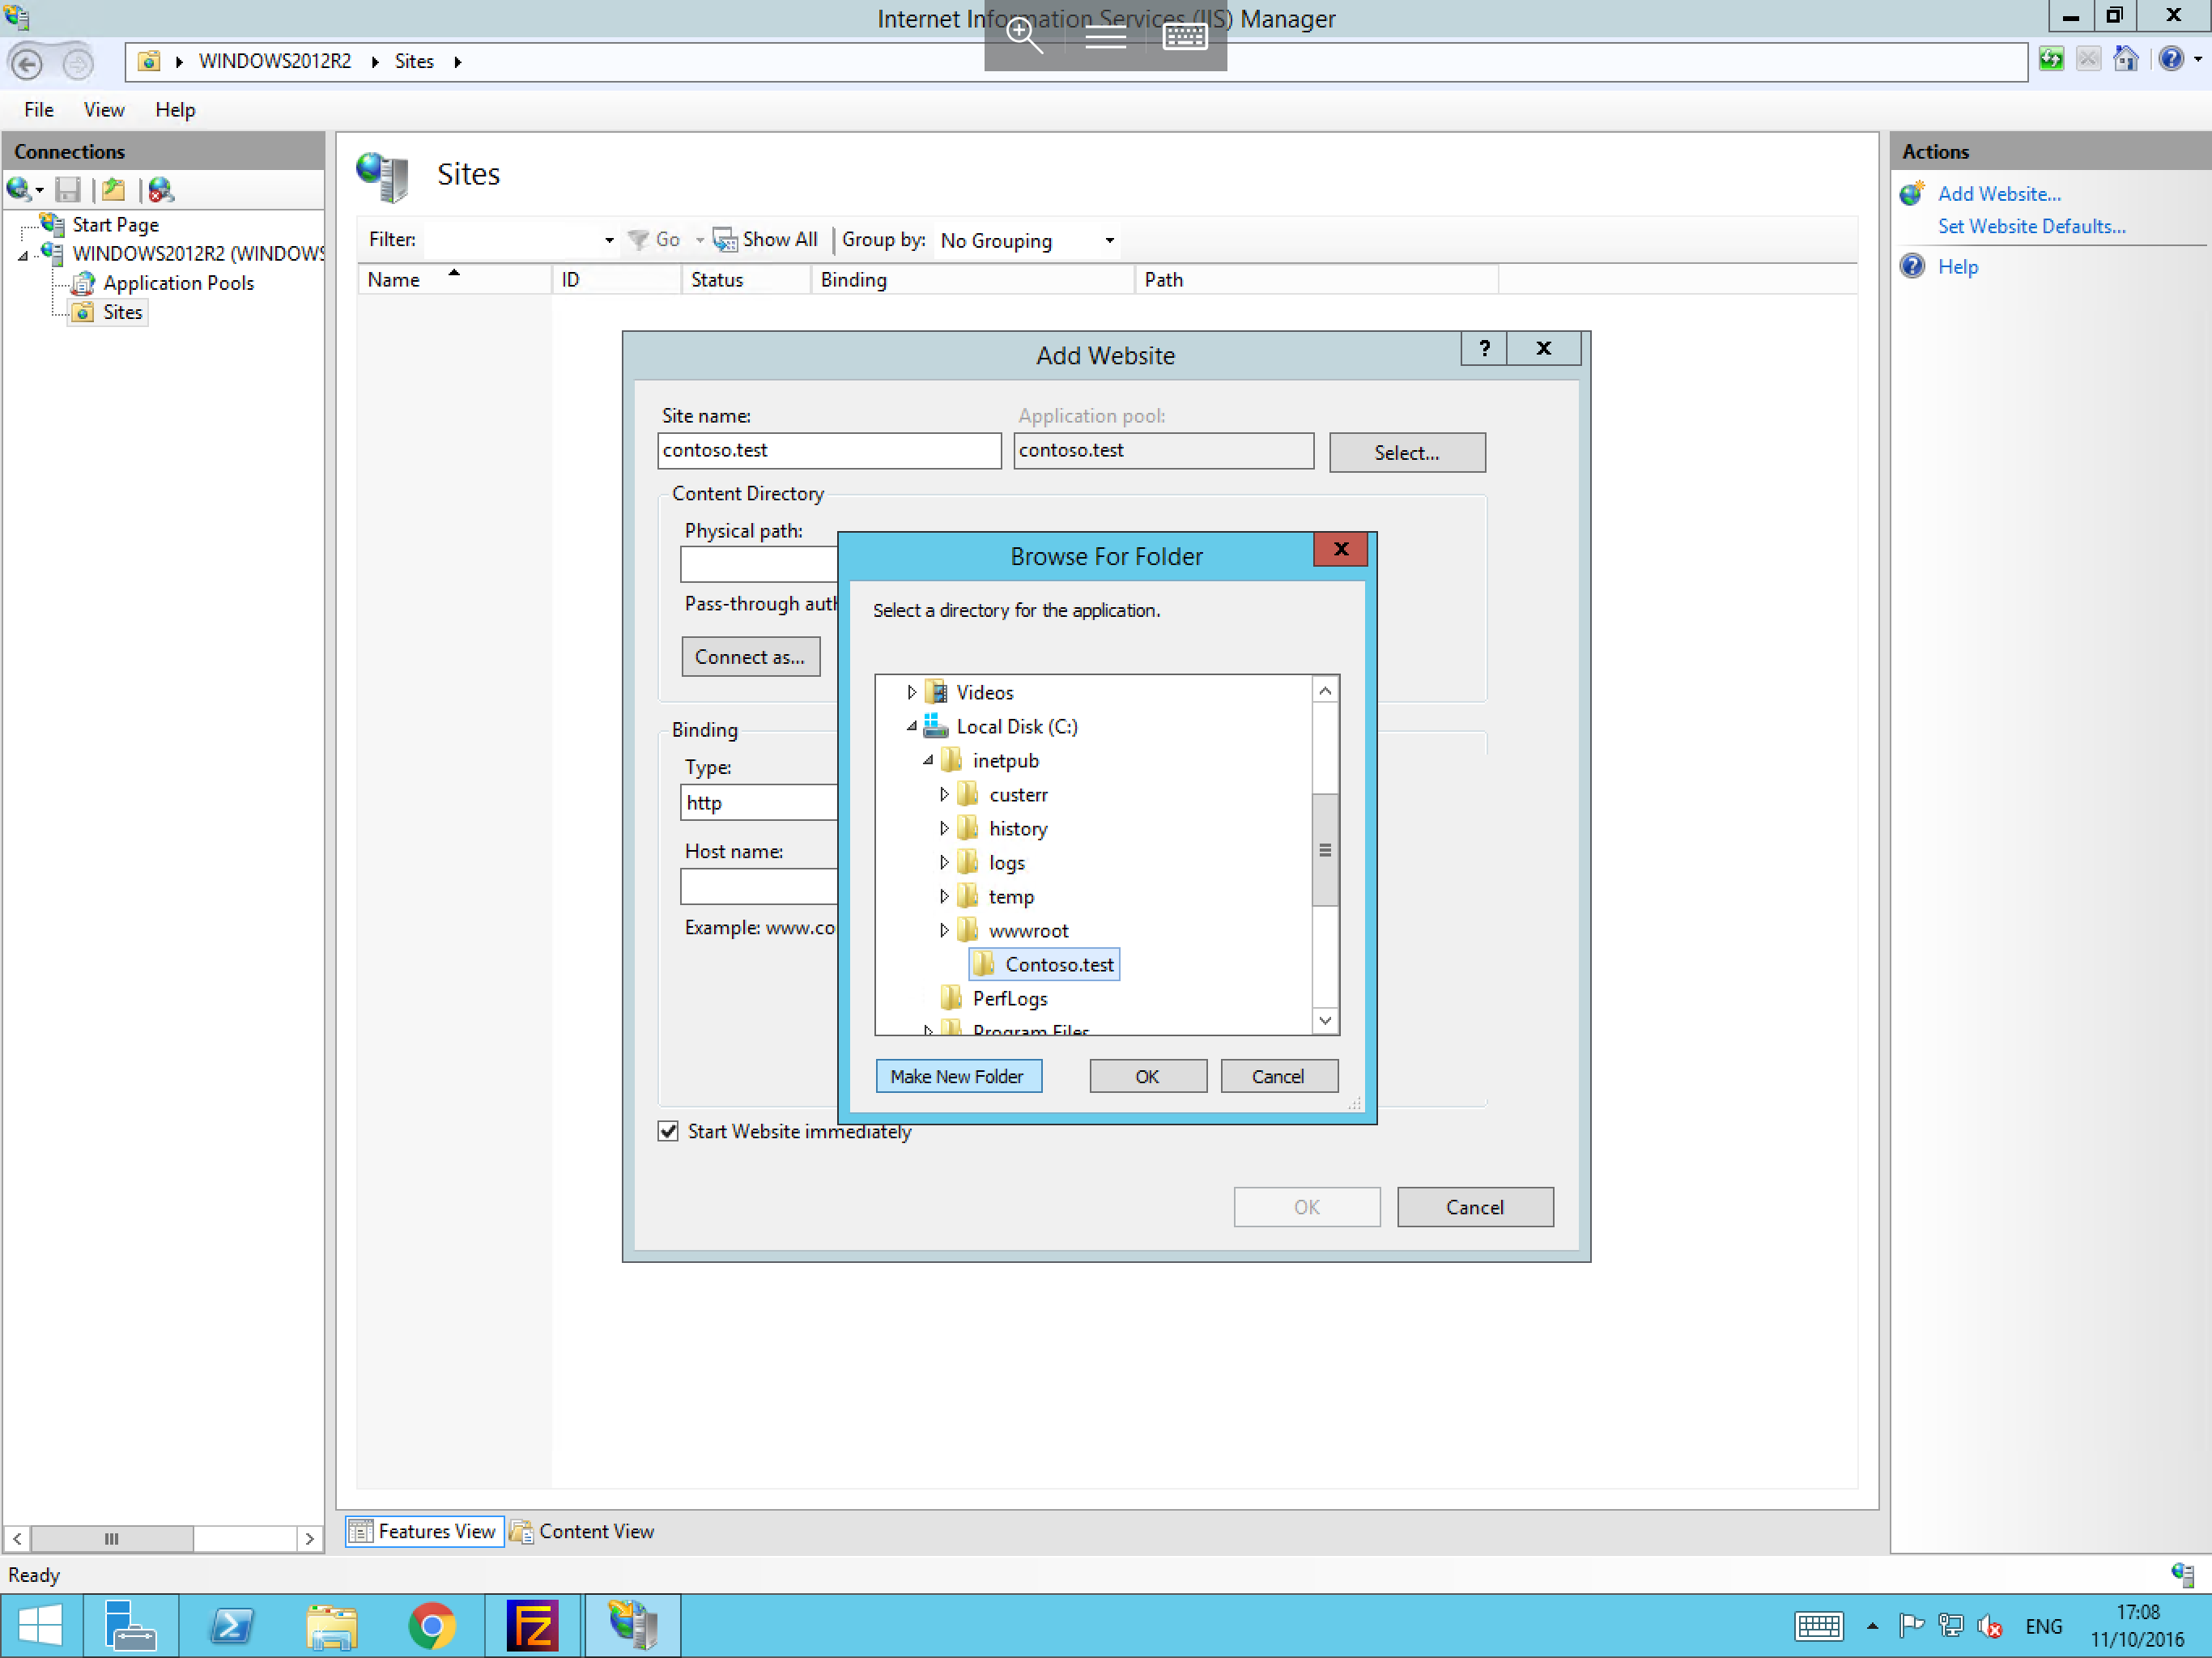 Internet Information Services (IIS) Manager
WINDOWS2012R2 Sites
File View Help
Connections
Start Page
WINDOWS2012R2 (WINDOWS
Application Pools
Sites
Sites
Filter: Go Show All Group by: No Grouping
Name ID Status Binding Path
Add Website
? X
Site name: Application pool:
contoso.test contoso.test Select...
Content Directory
Physical path:
Pass-through auth
Connect as...
Binding
Type:
http
Host name:
Example: www.co
Start Website immediately
OK Cancel
Browse For Folder
X
Select a directory for the application.
Videos
Local Disk (C:)
inetpub
custerr
history
logs
temp
wwwroot
Contoso.test
PerfLogs
Program Files
Make New Folder OK Cancel
Actions
Add Website...
Set Website Defaults...
Help
Features View Content View
Ready
FZ
ENG
17:08
11/10/2016